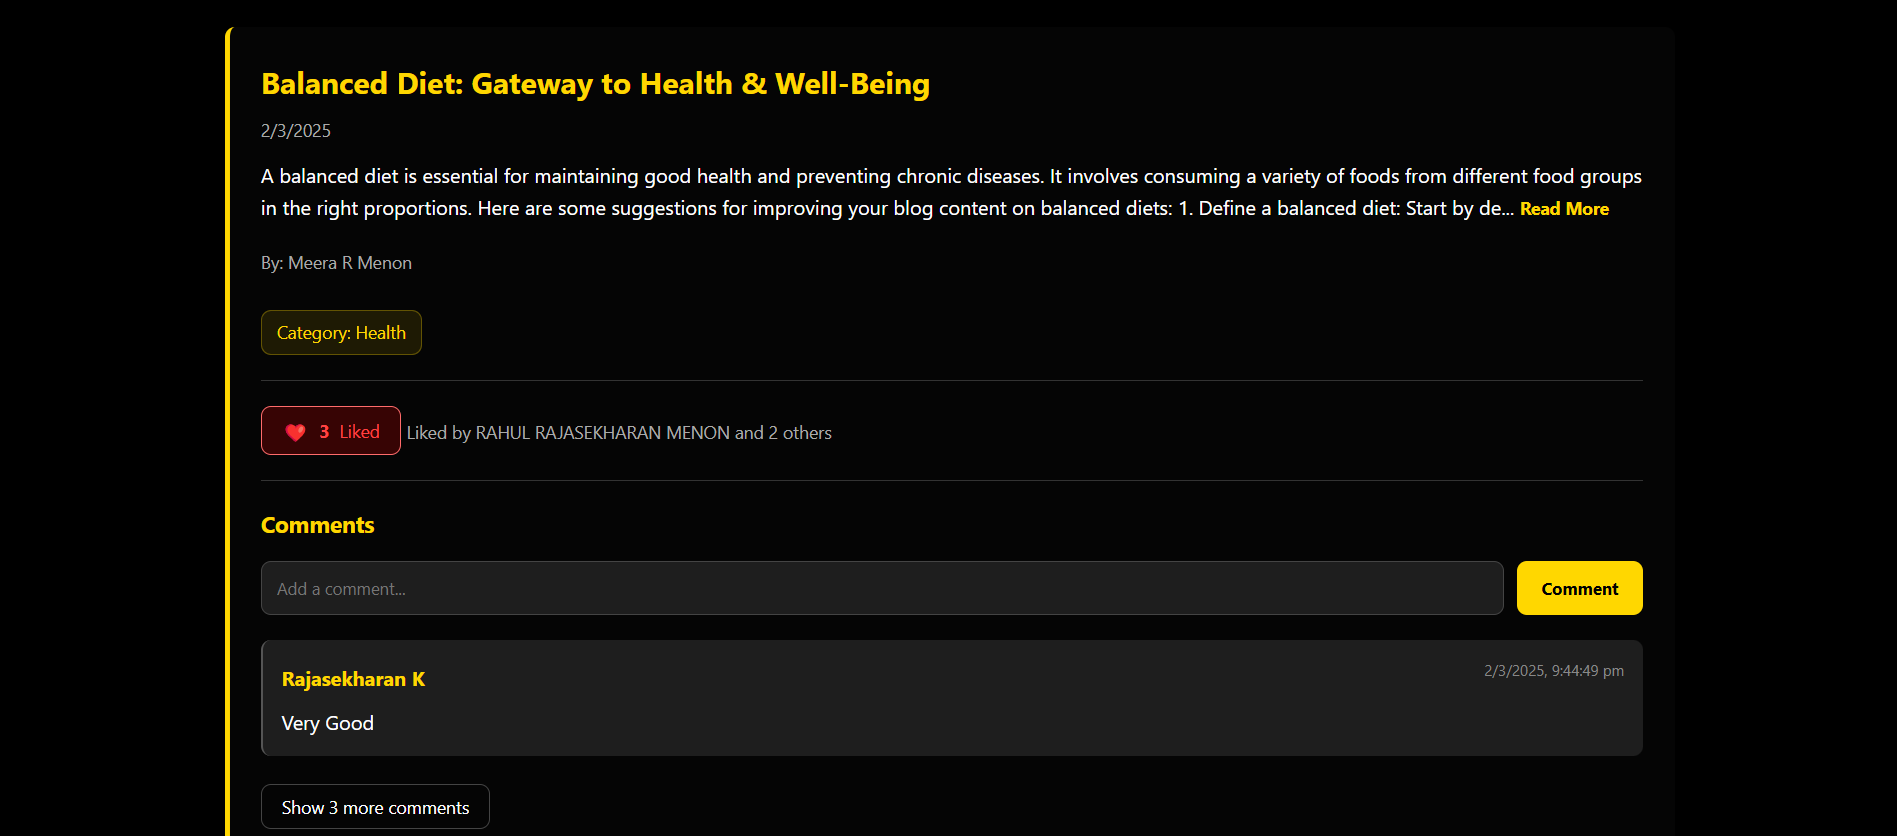 Balanced Diet: Gateway to Health & Well-Being
2/3/2025
A balanced diet is essential for maintaining good health and preventing chronic diseases. It involves consuming a variety of foods from different food groups
in the right proportions. Here are some suggestions for improving your blog content on balanced diets: 1. Define a balanced diet: Start by de... Read More
By: Meera R Menon
Category: Health
3 Liked Liked by RAHUL RAJASEKHARAN MENON and 2 others
Comments
Add a comment...
Comment
Rajasekharan K
2/3/2025, 9:44:49 pm
Very Good
Show 3 more comments